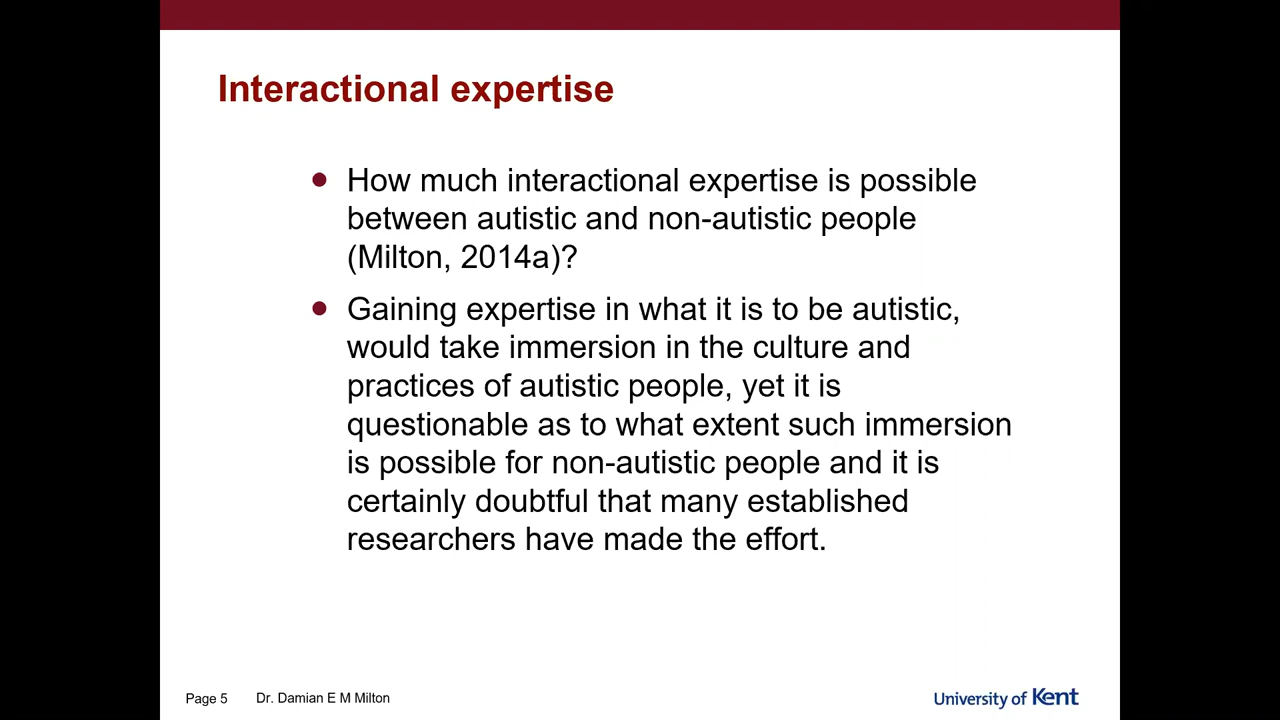 Interactional expertise
How much interactional expertise is possible
between autistic and non-autistic people
(Milton, 2014a)?
Gaining expertise in what it is to be autistic,
would take immersion in the culture and
practices of autistic people, yet it is
questionable as to what extent such immersion
is possible for non-autistic people and it is
certainly doubtful that many established
researchers have made the effort.
Page 5 Dr. Damian E M Milton University of Kent